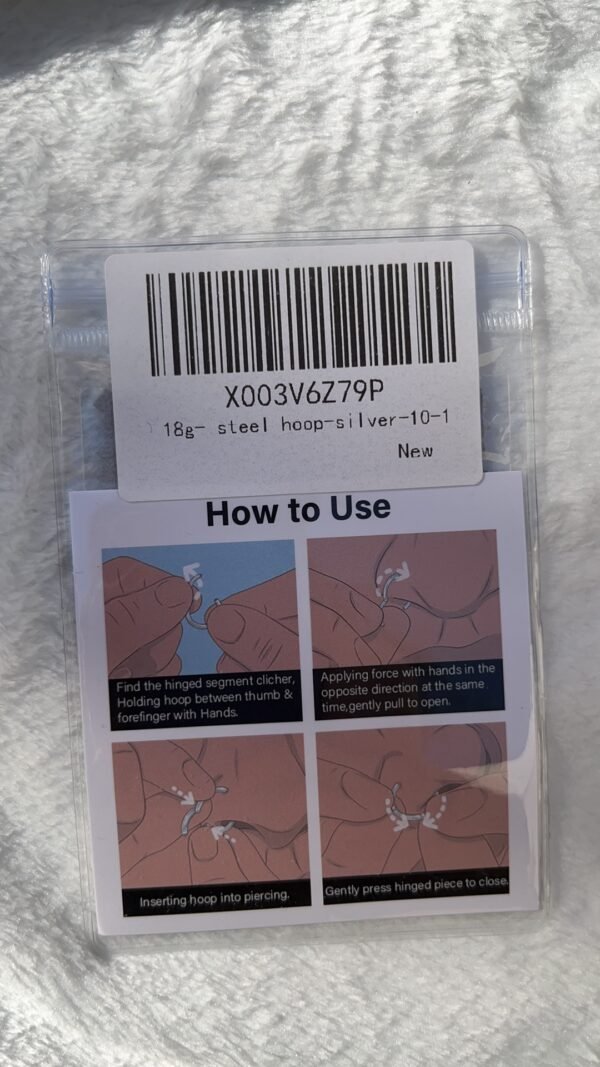 X003V6Z79P
18g- steel hoop-silver-10-1
New
How to Use
Find the hinged segment clicher,
Holding hoop between thumb &
forefinger with Hands.
Applying force with hands in the
opposite direction at the same
time,gently pull to open.
Inserting hoop into piercing.
Gently press hinged piece to close.